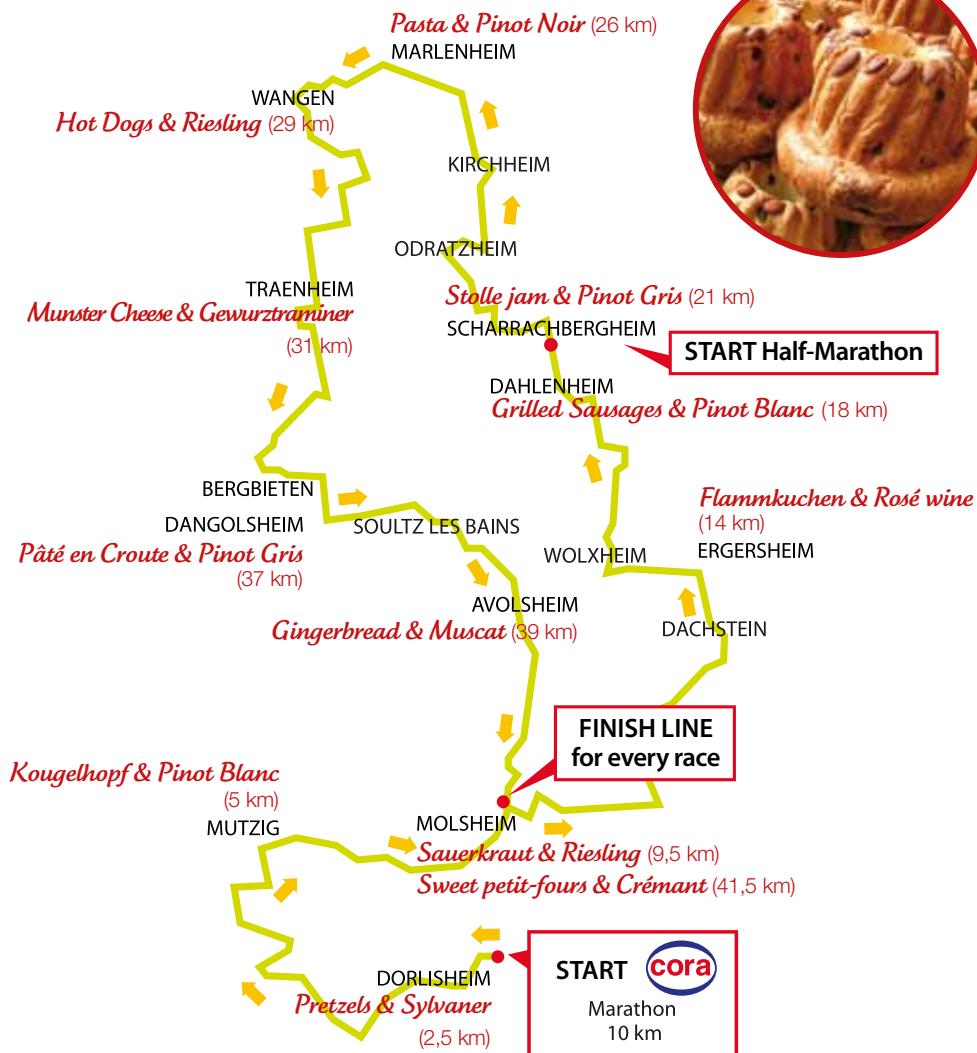 Pasta & Pinot Noir (26 km)
MARLENHEIM
WANGEN
Hot Dogs & Riesling (29 km)
KIRCHHEIM
ODRATZHEIM
TRAENHEIM
Munster Cheese & Gewurztraminer
(31 km)
Stolle jam & Pinot Gris (21 km)
SCHARRACHBERGHEIM
START Half-Marathon
DAHLENHEIM
Grilled Sausages & Pinot Blanc (18 km)
BERGBIETEN
DANGOLSHEIM
Pâté en Croute & Pinot Gris
(37 km)
SOULTZ LES BAINS
Flammkuchen & Rosé wine
(14 km)
ERGERSHEIM
WOLXHEIM
AVOLSHEIM
Gingerbread & Muscat (39 km)
DACHSTEIN
FINISH LINE
for every race
Kougelhopf & Pinot Blanc
(5 km)
MUTZIG
MOLSHEIM
Sauerkraut & Riesling (9,5 km)
Sweet petit-fours & Crémant (41,5 km)
DORLISHEIM
Pretzels & Sylvaner
(2,5 km)
START cora
Marathon
10 km